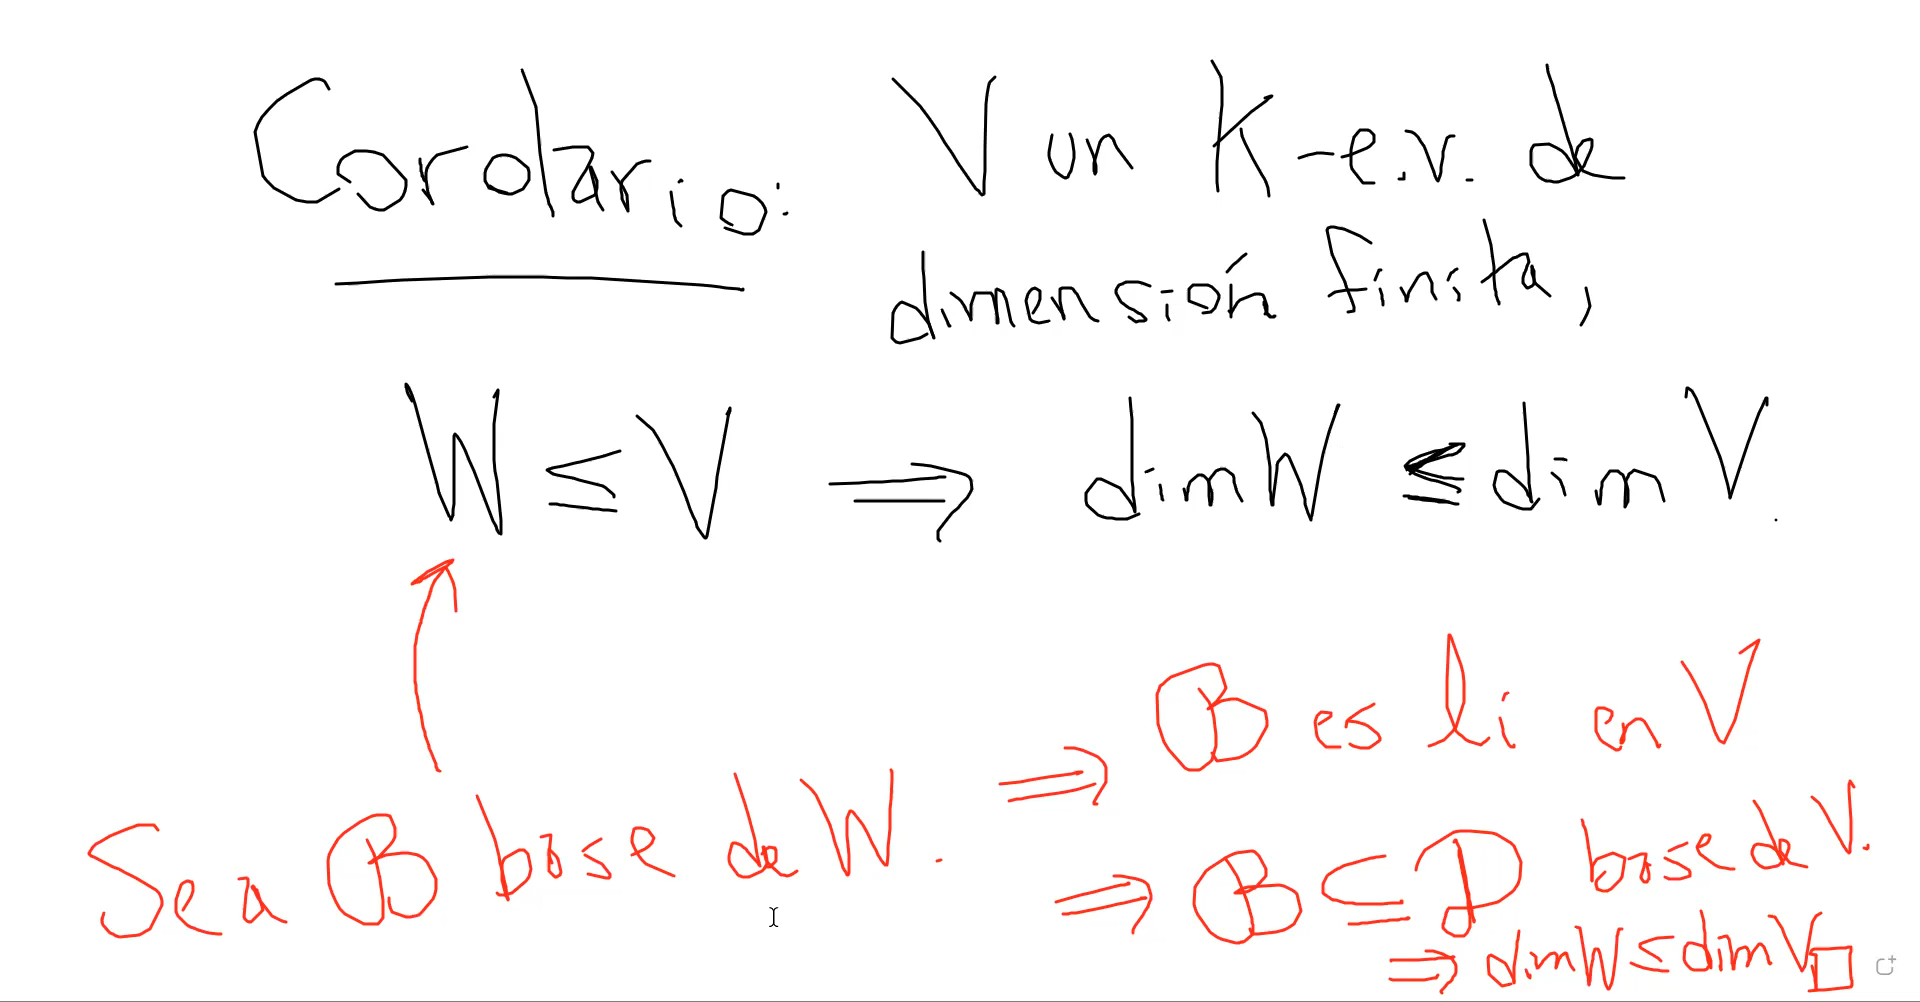 Corolario: V un K-e.v. de
dimensión finita,
W ≤ V ⟹ dim W ≤ dim V.
Sea B base de W. ⟹ B es li en V
⟹ B ⊆ D base de V.
⟹ dim W ≤ dim V □